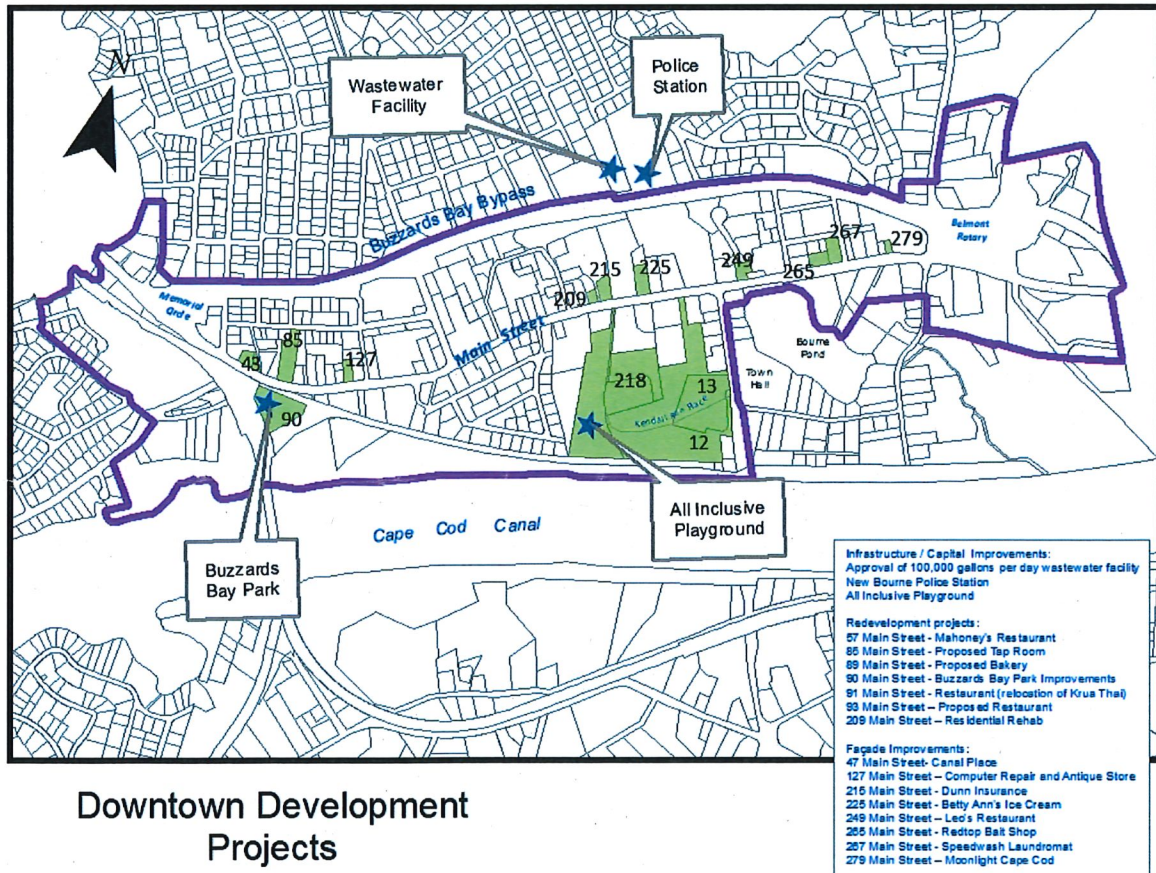 N
Wastewater
Facility
Police
Station
Buzzards Bay Bypass
Belmont
Rotary
Memorial
Circle
Main Street
43
85
127
90
209
215
225
249
265
267
279
218
13
12
Town
Hall
Bourne
Pond
Buzzards
Bay Park
All Inclusive
Playground
Cape Cod Canal
Infrastructure / Capital Improvements:
Approval of 100,000 gallons per day wastewater facility
New Bourne Police Station
All Inclusive Playground
Redevelopment projects:
57 Main Street - Mahoney's Restaurant
85 Main Street - Proposed Tap Room
89 Main Street - Proposed Bakery
90 Main Street - Buzzards Bay Park Improvements
91 Main Street - Restaurant (relocation of Krua Thai)
93 Main Street – Proposed Restaurant
209 Main Street – Residential Rehab
Façade Improvements:
47 Main Street- Canal Place
127 Main Street – Computer Repair and Antique Store
215 Main Street - Dunn Insurance
225 Main Street - Betty Ann's Ice Cream
249 Main Street – Leo's Restaurant
265 Main Street - Redtop Bait Shop
267 Main Street - Speedwash Laundromat
279 Main Street – Moonlight Cape Cod
Downtown Development
Projects